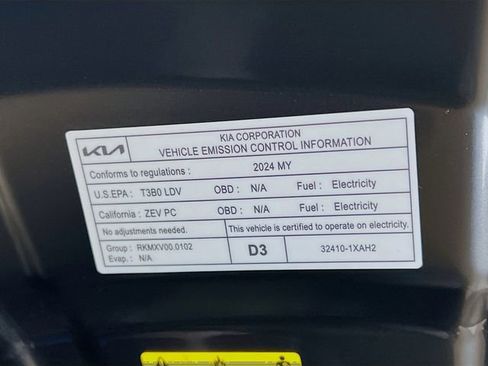 KIA
KIA CORPORATION
VEHICLE EMISSION CONTROL INFORMATION
Conforms to regulations : 2024 MY
U.S.EPA : T3B0 LDV OBD : N/A Fuel : Electricity
California : ZEV PC OBD : N/A Fuel : Electricity
No adjustments needed. This vehicle is certified to operate on electricity.
Group : RKMXV00.0102
Evap. : N/A
D3
32410-1XAH2